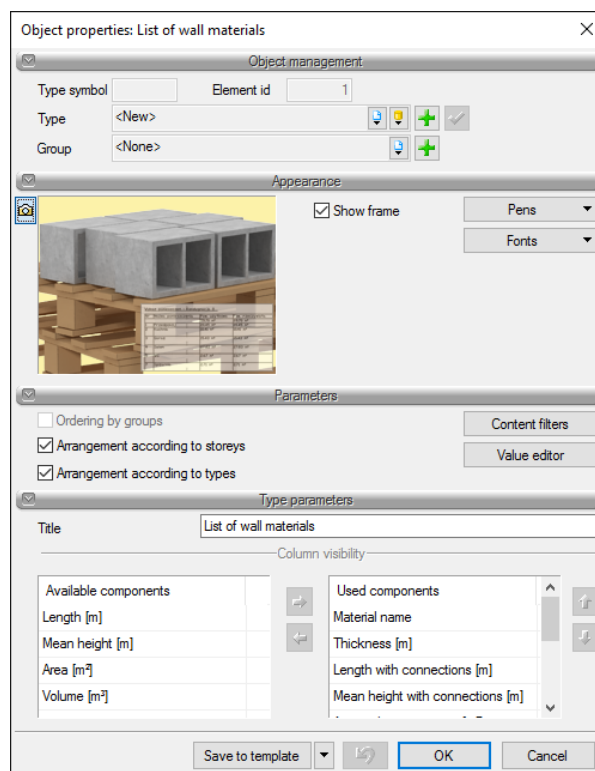 Object properties: List of wall materials
Object management
Type symbol Element id 1
Type <New>
Group <None>
Appearance
Show frame Pens
Fonts
Parameters
Ordering by groups Content filters
Arrangement according to storeys
Value editor
Arrangement according to types
Type parameters
Title List of wall materials
Column visibility
Available components Used components
Length [m] Material name
Mean height [m] Thickness [m]
Area [m²] Length with connections [m]
Volume [m³] Mean height with connections [m]
Save to template OK Cancel